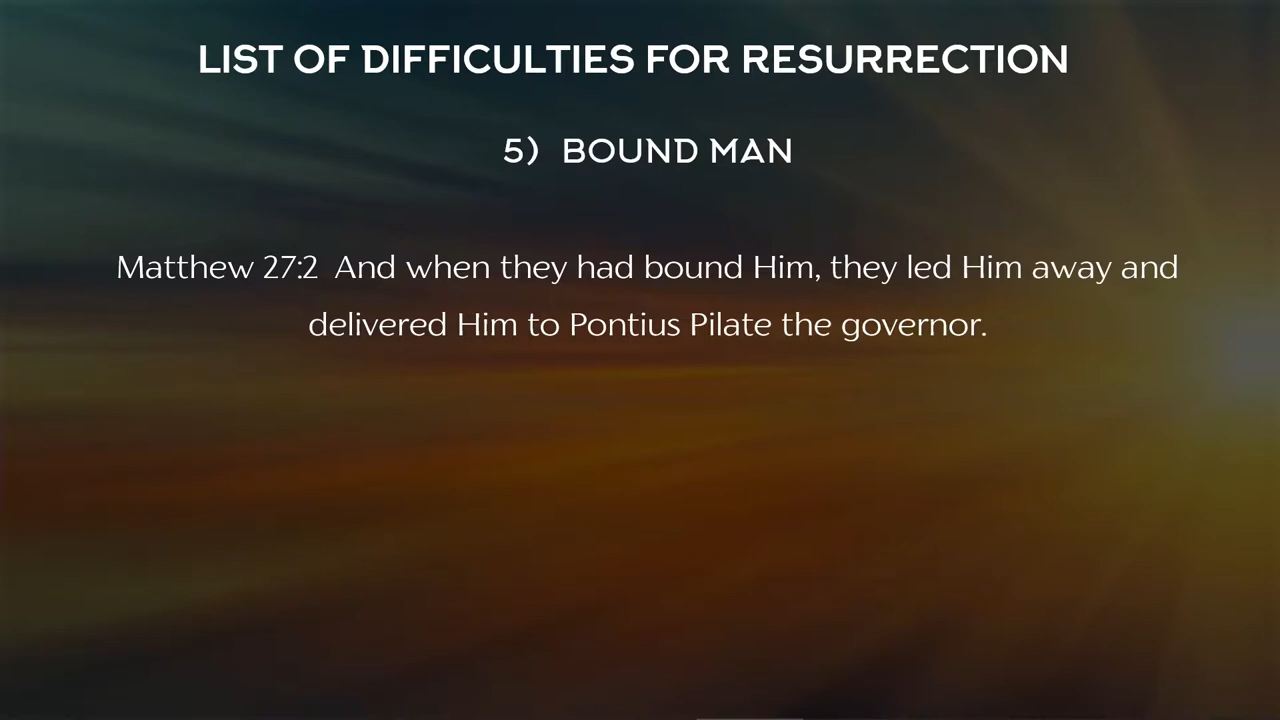 LIST OF DIFFICULTIES FOR RESURRECTION
5) BOUND MAN
Matthew 27:2 And when they had bound Him, they led Him away and
delivered Him to Pontius Pilate the governor.